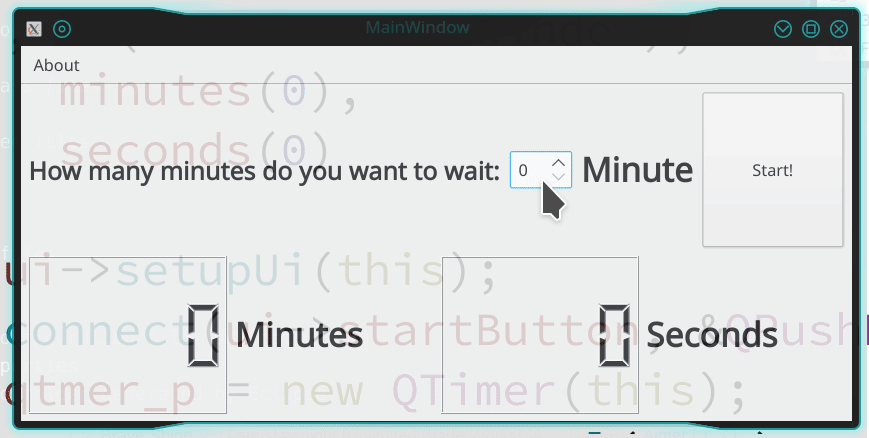 MainWindow
About
minutes(0),
seconds(0)
How many minutes do you want to wait: 0 Minute Start!
ui->setupUi(this);
0 Minutes 0 Seconds
connect(ui->startButton, &QPush
qtmer_p = new QTimer(this);